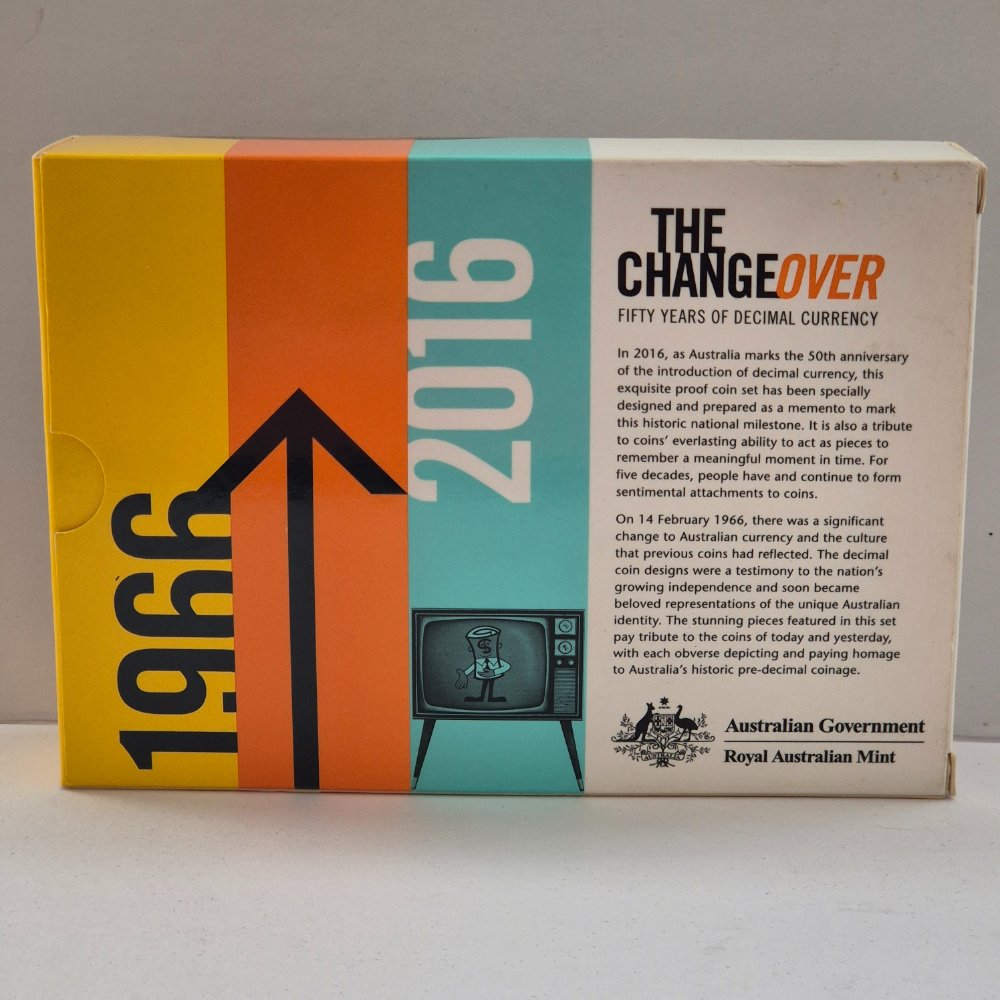 1966
2016
THE
CHANGEOVER
FIFTY YEARS OF DECIMAL CURRENCY
In 2016, as Australia marks the 50th anniversary
of the introduction of decimal currency, this
exquisite proof coin set has been specially
designed and prepared as a memento to mark
this historic national milestone. It is also a tribute
to coins' everlasting ability to act as pieces to
remember a meaningful moment in time. For
five decades, people have and continue to form
sentimental attachments to coins.
On 14 February 1966, there was a significant
change to Australian currency and the culture
that previous coins had reflected. The decimal
coin designs were a testimony to the nation's
growing independence and soon became
beloved representations of the unique Australian
identity. The stunning pieces featured in this set
pay tribute to the coins of today and yesterday,
with each obverse depicting and paying homage
to Australia's historic pre-decimal coinage.
$
AUSTRALIA
Australian Government
Royal Australian Mint